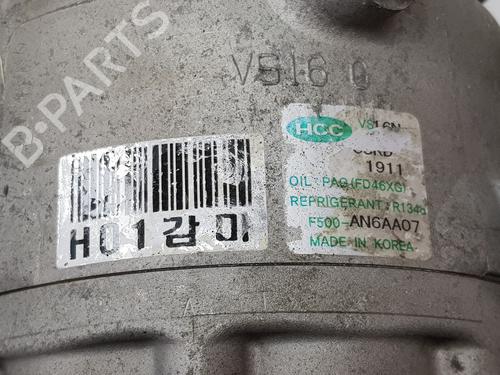 B-PARTS
VS16 0
HCC VS16N
1911
OIL : PAG(FD46XG)
REFRIGERANT : R134a
F500-AN6AA07
MADE IN KOREA
H01감